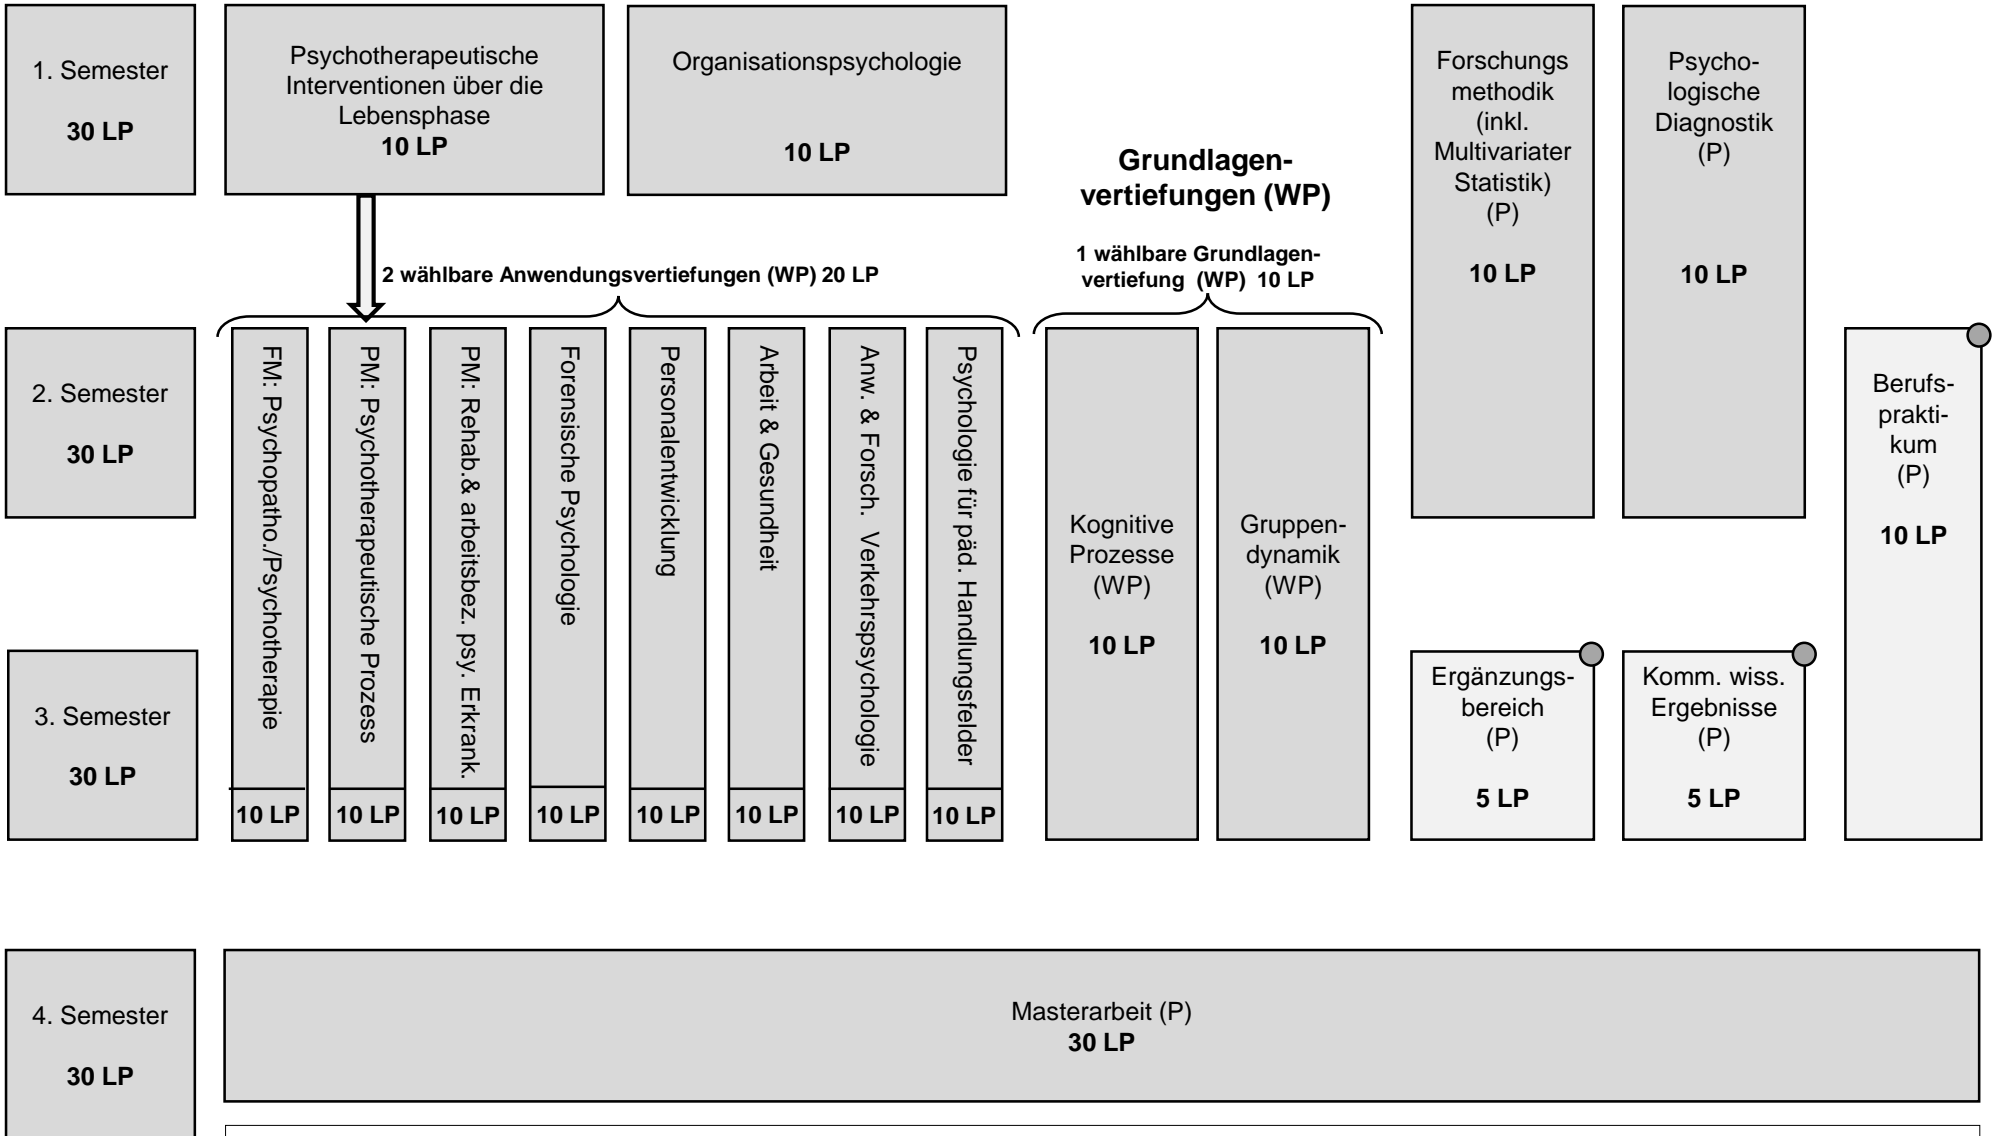 1. Semester
30 LP
Psychotherapeutische
Interventionen über die
Lebensphase
10 LP
Organisationspsychologie
10 LP
Grundlagen-
vertiefungen (WP)
Forschungs
methodik
(inkl.
Multivariater
Statistik)
(P)
10 LP
Psycho-
logische
Diagnostik
(P)
10 LP
2 wählbare Anwendungsvertiefungen (WP) 20 LP
1 wählbare Grundlagen-
vertiefung (WP) 10 LP
2. Semester
30 LP
FM: Psychopatho./Psychotherapie
10 LP
PM: Psychotherapeutische Prozess
10 LP
PM: Rehab.& arbeitsbez. psy. Erkrank.
10 LP
Forensische Psychologie
10 LP
Personalentwicklung
10 LP
Arbeit & Gesundheit
10 LP
Anw. & Forsch. Verkehrspsychologie
10 LP
Psychologie für päd. Handlungsfelder
10 LP
Kognitive
Prozesse
(WP)
10 LP
Gruppen-
dynamik
(WP)
10 LP
Berufs-
prakti-
kum
(P)
10 LP
3. Semester
30 LP
Ergänzungs-
bereich
(P)
5 LP
Komm. wiss.
Ergebnisse
(P)
5 LP
4. Semester
30 LP
Masterarbeit (P)
30 LP